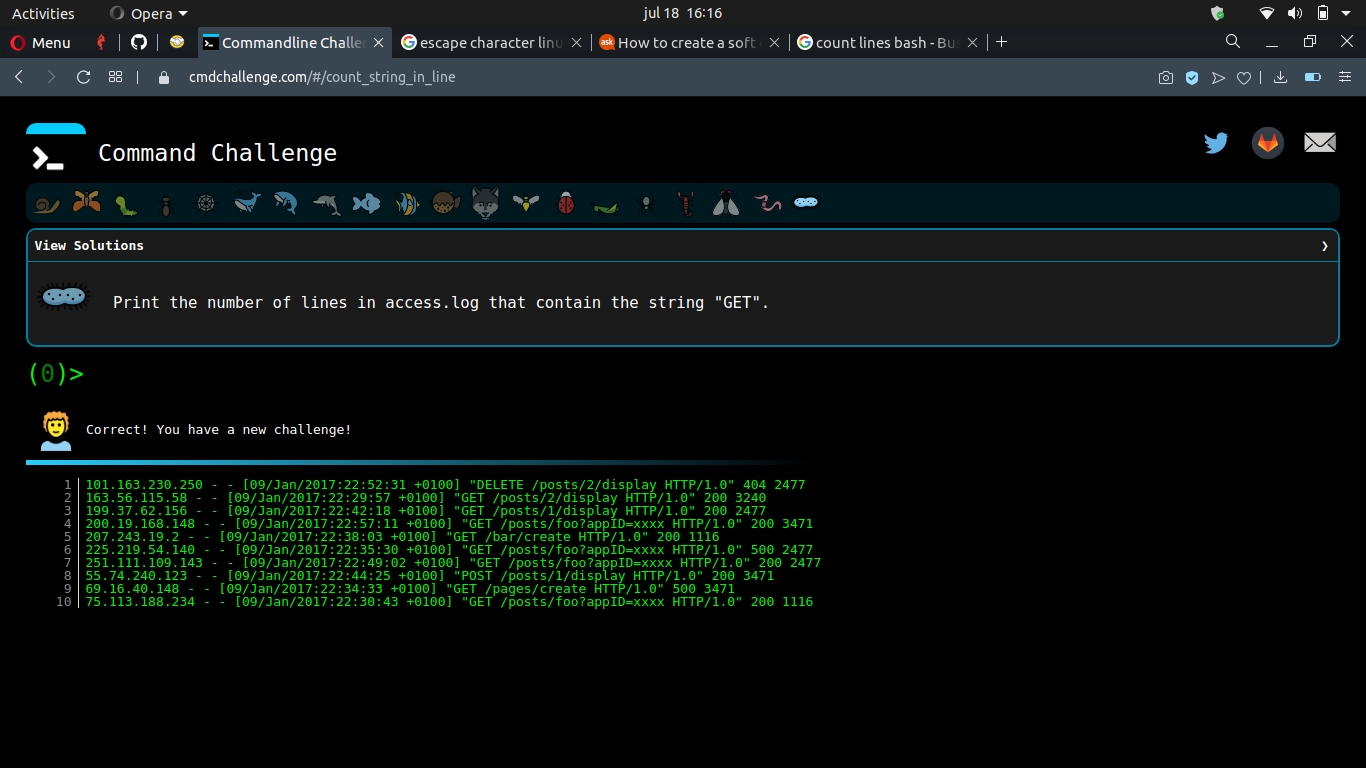 Activities Opera jul 18 16:16
Menu Commandline Challe escape character linu How to create a soft count lines bash - Bus
cmdchallenge.com/#/count_string_in_line
Command Challenge
View Solutions
Print the number of lines in access.log that contain the string "GET".
(0)>
Correct! You have a new challenge!
1 101.163.230.250 - - [09/Jan/2017:22:52:31 +0100] "DELETE /posts/2/display HTTP/1.0" 404 2477
2 163.56.115.58 - - [09/Jan/2017:22:29:57 +0100] "GET /posts/2/display HTTP/1.0" 200 3240
3 199.37.62.156 - - [09/Jan/2017:22:42:18 +0100] "GET /posts/1/display HTTP/1.0" 200 2477
4 200.19.168.148 - - [09/Jan/2017:22:57:11 +0100] "GET /posts/foo?appID=xxxx HTTP/1.0" 200 3471
5 207.243.19.2 - - [09/Jan/2017:22:38:03 +0100] "GET /bar/create HTTP/1.0" 200 1116
6 225.219.54.140 - - [09/Jan/2017:22:35:30 +0100] "GET /posts/foo?appID=xxxx HTTP/1.0" 500 2477
7 251.111.109.143 - - [09/Jan/2017:22:49:02 +0100] "GET /posts/foo?appID=xxxx HTTP/1.0" 200 2477
8 55.74.240.123 - - [09/Jan/2017:22:44:25 +0100] "POST /posts/1/display HTTP/1.0" 200 3471
9 69.16.40.148 - - [09/Jan/2017:22:34:33 +0100] "GET /pages/create HTTP/1.0" 500 3471
10 75.113.188.234 - - [09/Jan/2017:22:30:43 +0100] "GET /posts/foo?appID=xxxx HTTP/1.0" 200 1116